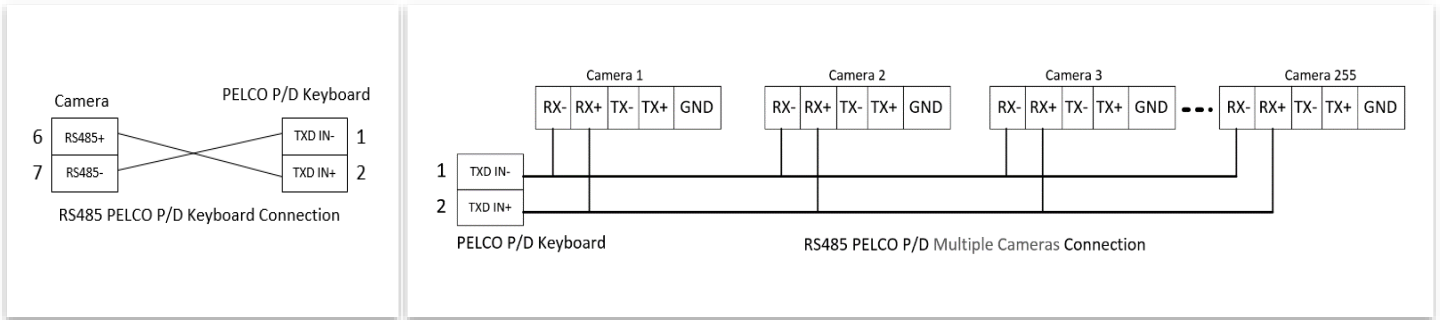 PELCO P/D Keyboard
Camera
6 RS485+ TXD IN- 1
7 RS485- TXD IN+ 2
RS485 PELCO P/D Keyboard Connection
Camera 1 Camera 2 Camera 3 Camera 255
RX- RX+ TX- TX+ GND RX- RX+ TX- TX+ GND RX- RX+ TX- TX+ GND RX- RX+ TX- TX+ GND
1 TXD IN-
2 TXD IN+
PELCO P/D Keyboard
RS485 PELCO P/D Multiple Cameras Connection